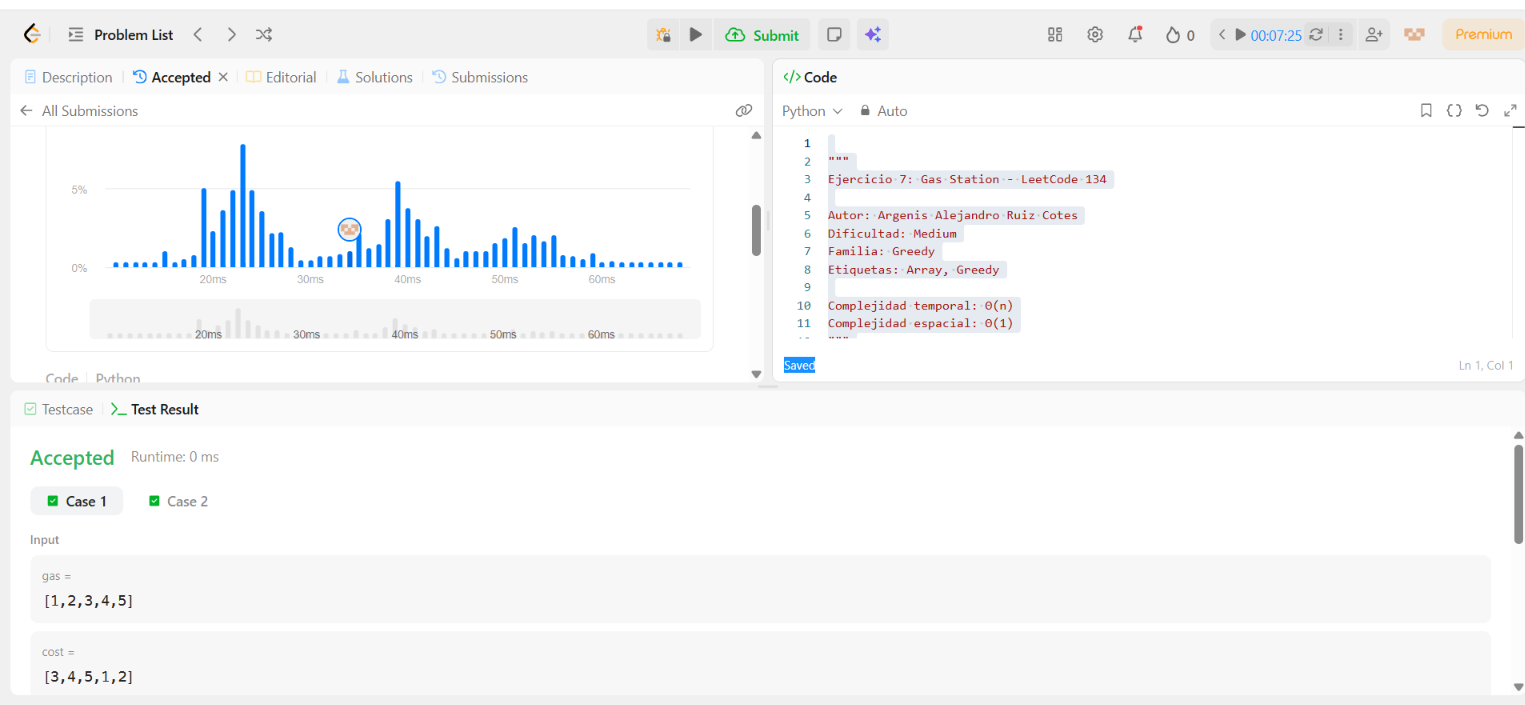 Problem List
Submit
0
00:07:25
Premium
Description
Accepted
Editorial
Solutions
Submissions
All Submissions
5%
0%
20ms 30ms 40ms 50ms 60ms
20ms 30ms 40ms 50ms 60ms
Code Python
</> Code
Python Auto
1
2 """
3 Ejercicio 7: Gas Station - LeetCode 134
4
5 Autor: Argenis Alejandro Ruiz Cotes
6 Dificultad: Medium
7 Familia: Greedy
8 Etiquetas: Array, Greedy
9
10 Complejidad temporal: O(n)
11 Complejidad espacial: O(1)
12 """
Saved
Ln 1, Col 1
Testcase
Test Result
Accepted Runtime: 0 ms
Case 1 Case 2
Input
gas =
[1,2,3,4,5]
cost =
[3,4,5,1,2]